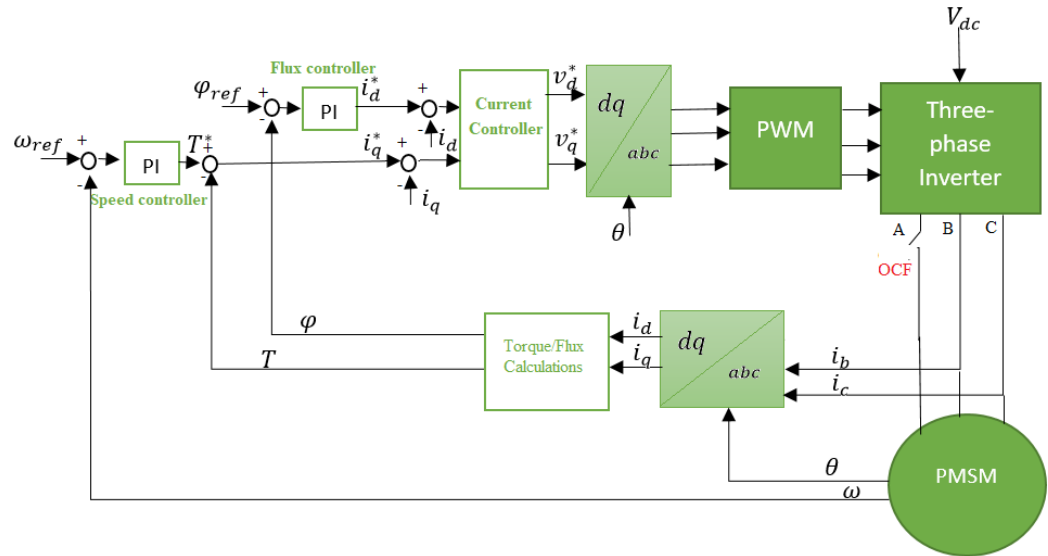 V_dc
Flux controller
φ_ref
+
-
PI
i_d^*
+
-
i_d
Current
Controller
v_d^*
v_q^*
dq
abc
θ
PWM
Three-
phase
Inverter
ω_ref
+
-
PI
Speed controller
T^*
+
-
i_q^*
+
-
i_q
A
B
C
OCF
φ
T
Torque/Flux
Calculations
i_d
i_q
dq
abc
i_b
i_c
θ
ω
PMSM